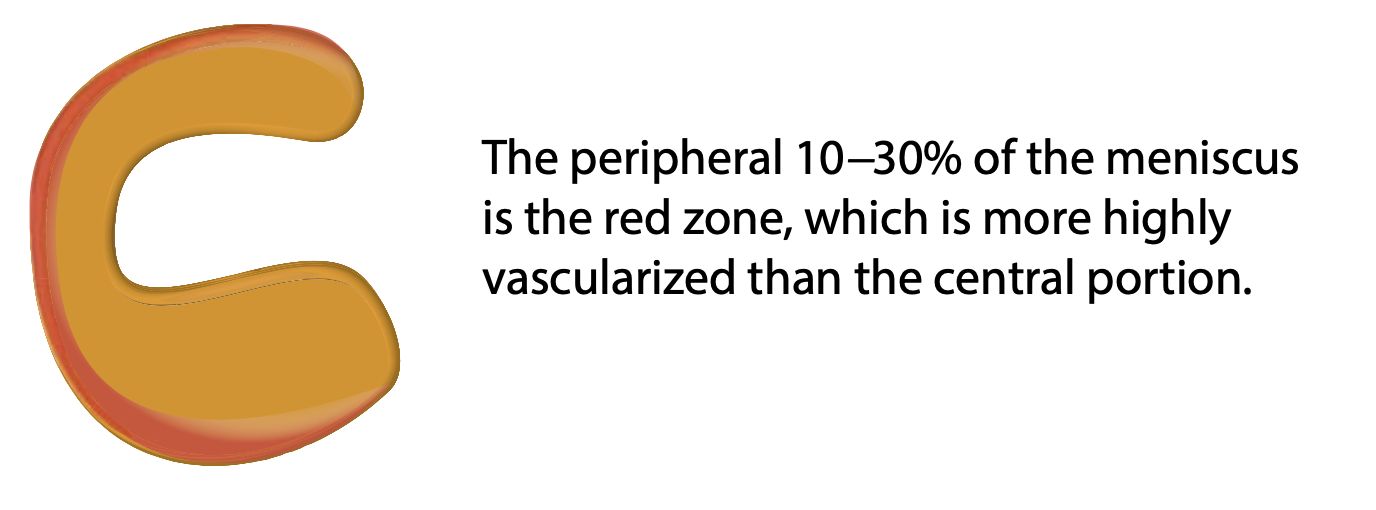 The peripheral 10–30% of the meniscus
is the red zone, which is more highly
vascularized than the central portion.